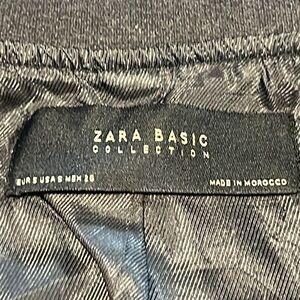 ZARA BASIC
COLLECTION
EUR S USA S MEX 26 MADE IN MOROCCO